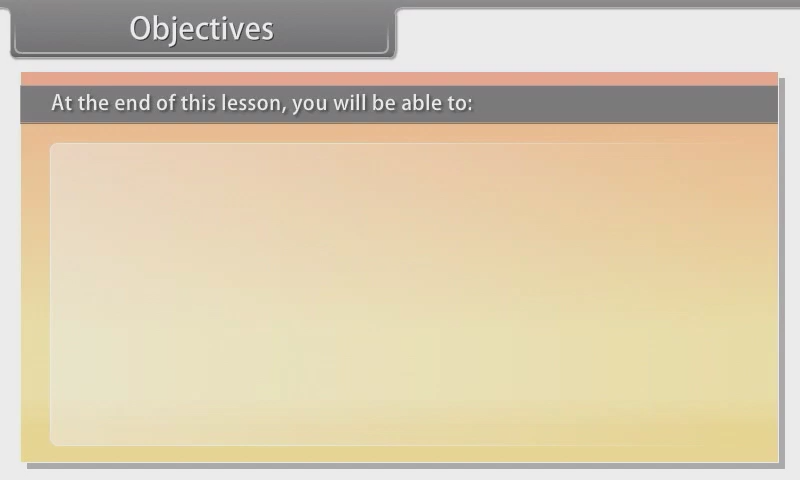 Objectives
At the end of this lesson, you will be able to: